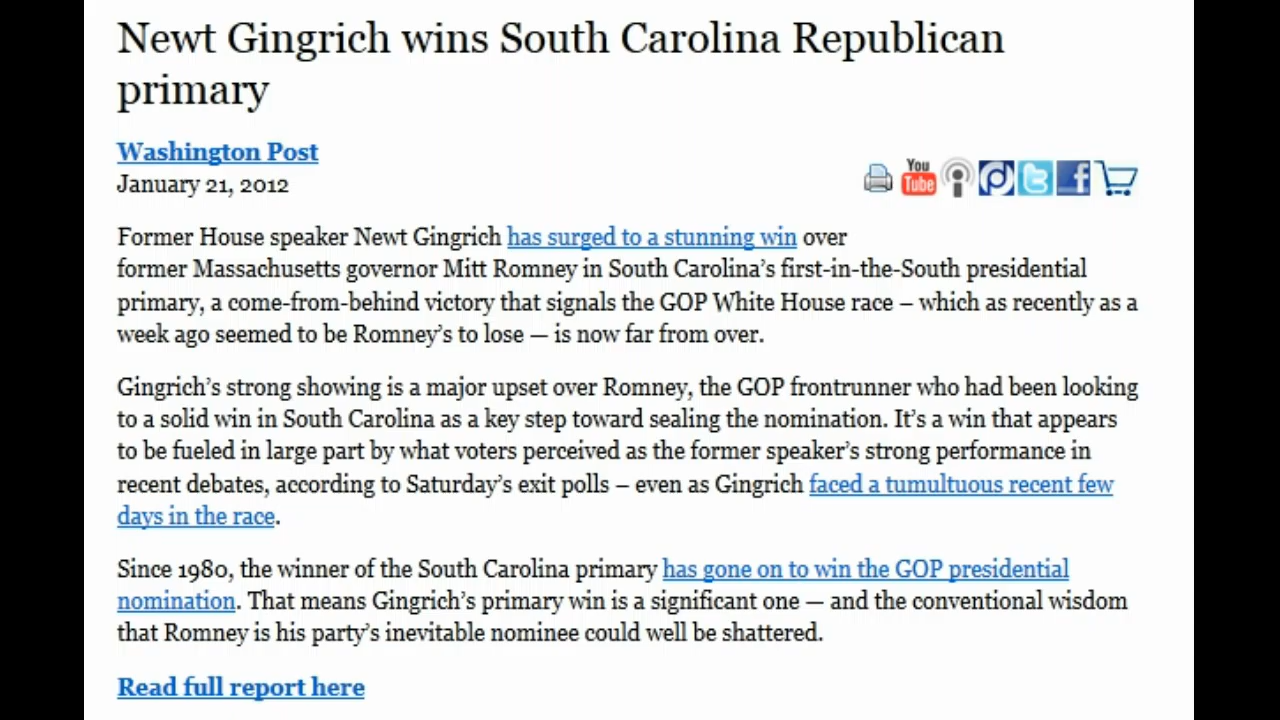 Newt Gingrich wins South Carolina Republican
primary
Washington Post
January 21, 2012
You
Tube
Former House speaker Newt Gingrich has surged to a stunning win over
former Massachusetts governor Mitt Romney in South Carolina’s first-in-the-South presidential
primary, a come-from-behind victory that signals the GOP White House race – which as recently as a
week ago seemed to be Romney’s to lose — is now far from over.
Gingrich’s strong showing is a major upset over Romney, the GOP frontrunner who had been looking
to a solid win in South Carolina as a key step toward sealing the nomination. It’s a win that appears
to be fueled in large part by what voters perceived as the former speaker’s strong performance in
recent debates, according to Saturday’s exit polls – even as Gingrich faced a tumultuous recent few
days in the race.
Since 1980, the winner of the South Carolina primary has gone on to win the GOP presidential
nomination. That means Gingrich’s primary win is a significant one — and the conventional wisdom
that Romney is his party’s inevitable nominee could well be shattered.
Read full report here